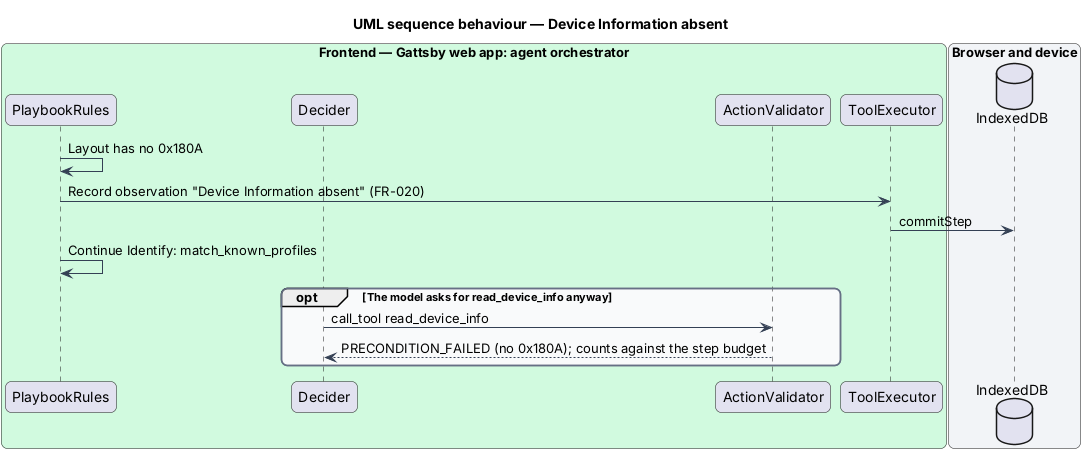 UML sequence behaviour — Device Information absent
Frontend — Gattsby web app: agent orchestrator
Browser and device
IndexedDB
PlaybookRules
Decider
ActionValidator
ToolExecutor
Layout has no 0x180A
Record observation "Device Information absent" (FR-020)
commitStep
Continue Identify: match_known_profiles
opt
[The model asks for read_device_info anyway]
call_tool read_device_info
PRECONDITION_FAILED (no 0x180A); counts against the step budget
PlaybookRules
Decider
ActionValidator
ToolExecutor
IndexedDB